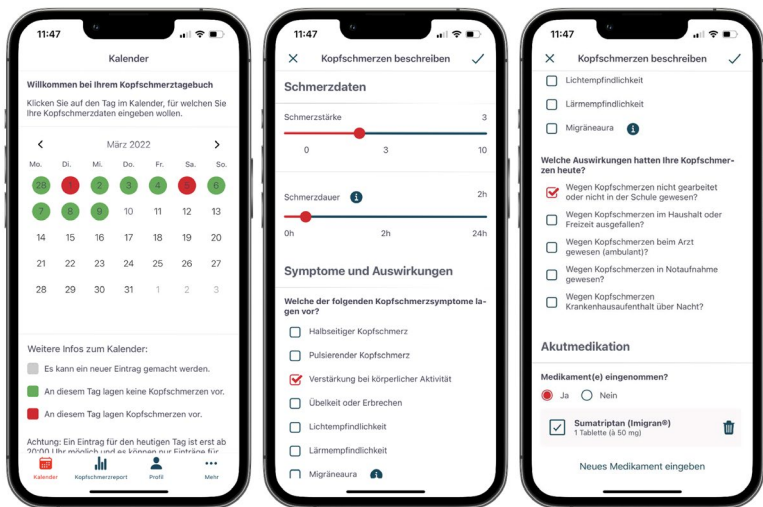 11:47
Kalender
Willkommen bei Ihrem Kopfschmerztagebuch
Klicken Sie auf den Tag im Kalender, für welchen Sie
Ihre Kopfschmerzdaten eingeben wollen.
März 2022
Mo. Di. Mi. Do. Fr. Sa. So.
28 1 2 3 4 5 6
7 8 9 10 11 12 13
14 15 16 17 18 19 20
21 22 23 24 25 26 27
28 29 30 31 1 2 3
Weitere Infos zum Kalender:
Es kann ein neuer Eintrag gemacht werden.
An diesem Tag lagen keine Kopfschmerzen vor.
An diesem Tag lagen Kopfschmerzen vor.
Achtung: Ein Eintrag für den heutigen Tag ist erst ab
20:00 Uhr möglich und es können nur Einträge für
Kalender Kopfschmerzreport Profil Mehr
11:47
Kopfschmerzen beschreiben
Schmerzdaten
Schmerzstärke 3
0 3 10
Schmerzdauer i 2h
0h 2h 24h
Symptome und Auswirkungen
Welche der folgenden Kopfschmerzsymptome la-
gen vor?
Halbseitiger Kopfschmerz
Pulsierender Kopfschmerz
Verstärkung bei körperlicher Aktivität
Übelkeit oder Erbrechen
Lichtempfindlichkeit
Lärmempfindlichkeit
Migräneaura i
11:47
Kopfschmerzen beschreiben
Lichtempfindlichkeit
Lärmempfindlichkeit
Migräneaura i
Welche Auswirkungen hatten Ihre Kopfschmer-
zen heute?
Wegen Kopfschmerzen nicht gearbeitet
oder nicht in der Schule gewesen?
Wegen Kopfschmerzen im Haushalt oder
Freizeit ausgefallen?
Wegen Kopfschmerzen beim Arzt
gewesen (ambulant)?
Wegen Kopfschmerzen in Notaufnahme
gewesen?
Wegen Kopfschmerzen
Krankenhausaufenthalt über Nacht?
Akutmedikation
Medikament(e) eingenommen?
Ja Nein
Sumatriptan (Imigran®)
1 Tablette (à 50 mg)
Neues Medikament eingeben